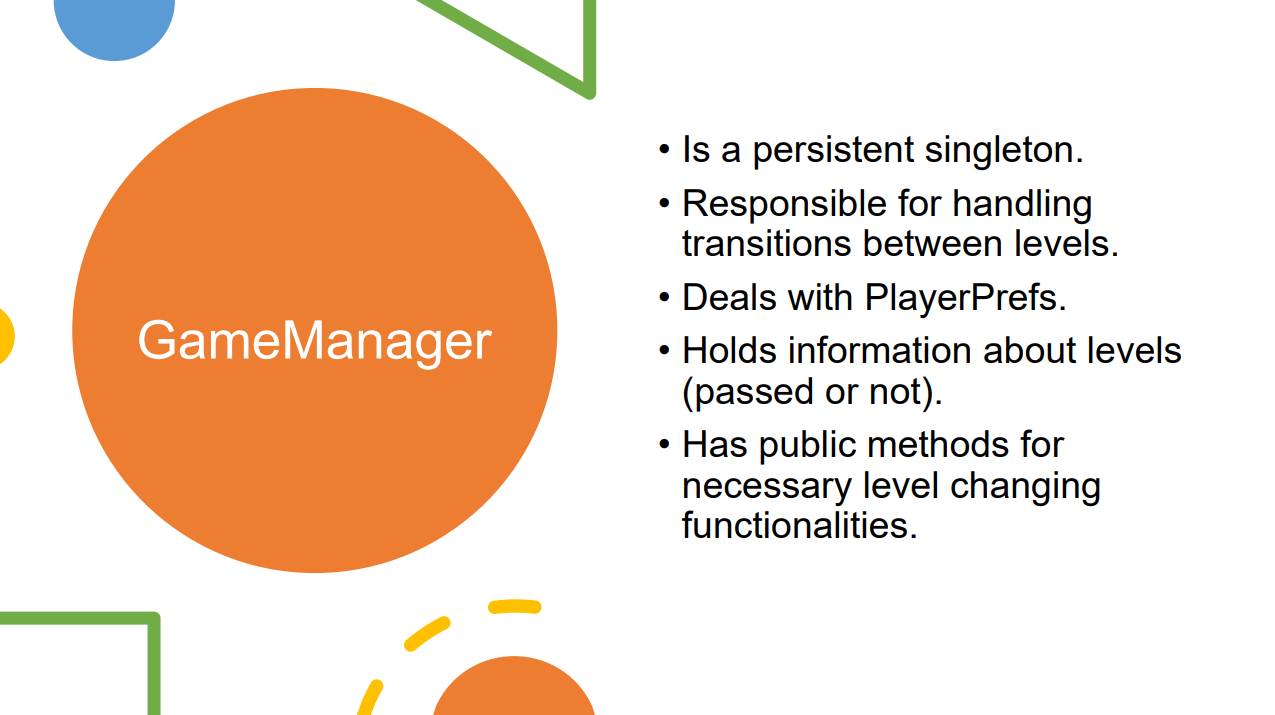 GameManager
• Is a persistent singleton.
• Responsible for handling
transitions between levels.
• Deals with PlayerPrefs.
• Holds information about levels
(passed or not).
• Has public methods for
necessary level changing
functionalities.